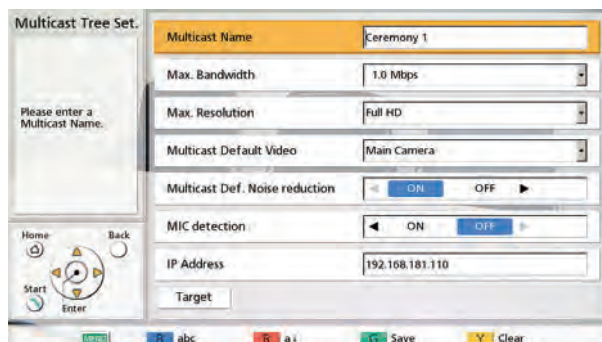 Multicast Tree Set.
Please enter a
Multicast Name.
Multicast Name Ceremony 1
Max. Bandwidth 1.0 Mbps
Max. Resolution Full HD
Multicast Default Video Main Camera
Multicast Def. Noise reduction ON OFF
MIC detection ON OFF
IP Address 192.168.181.110
Target
Home Back
Start
Enter
MENU B abc R a↓ G Save Y Clear